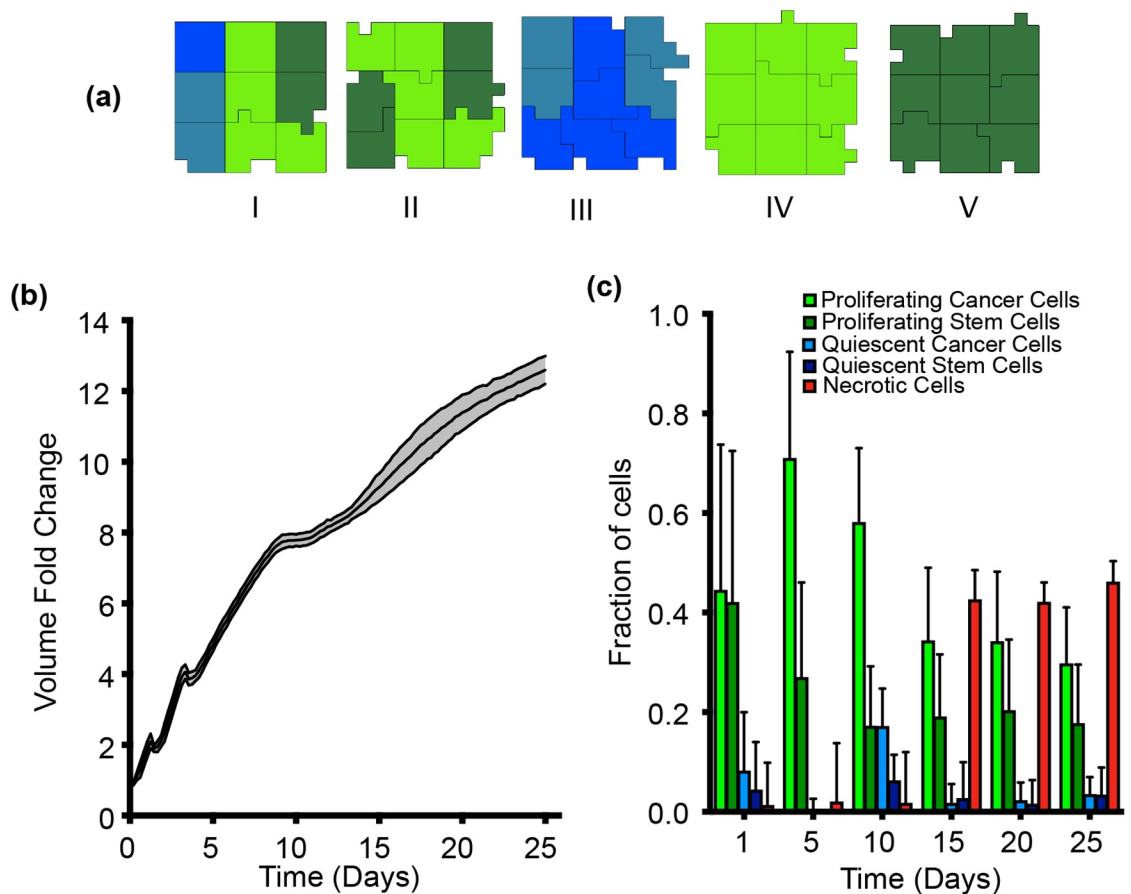 (a)
I II III IV V
(b)
14
12
10
8
6
4
2
0
Volume Fold Change
0 5 10 15 20 25
Time (Days)
(c)
Proliferating Cancer Cells
Proliferating Stem Cells
Quiescent Cancer Cells
Quiescent Stem Cells
Necrotic Cells
1.0
0.8
0.6
0.4
0.2
0.0
Fraction of cells
1 5 10 15 20 25
Time (Days)